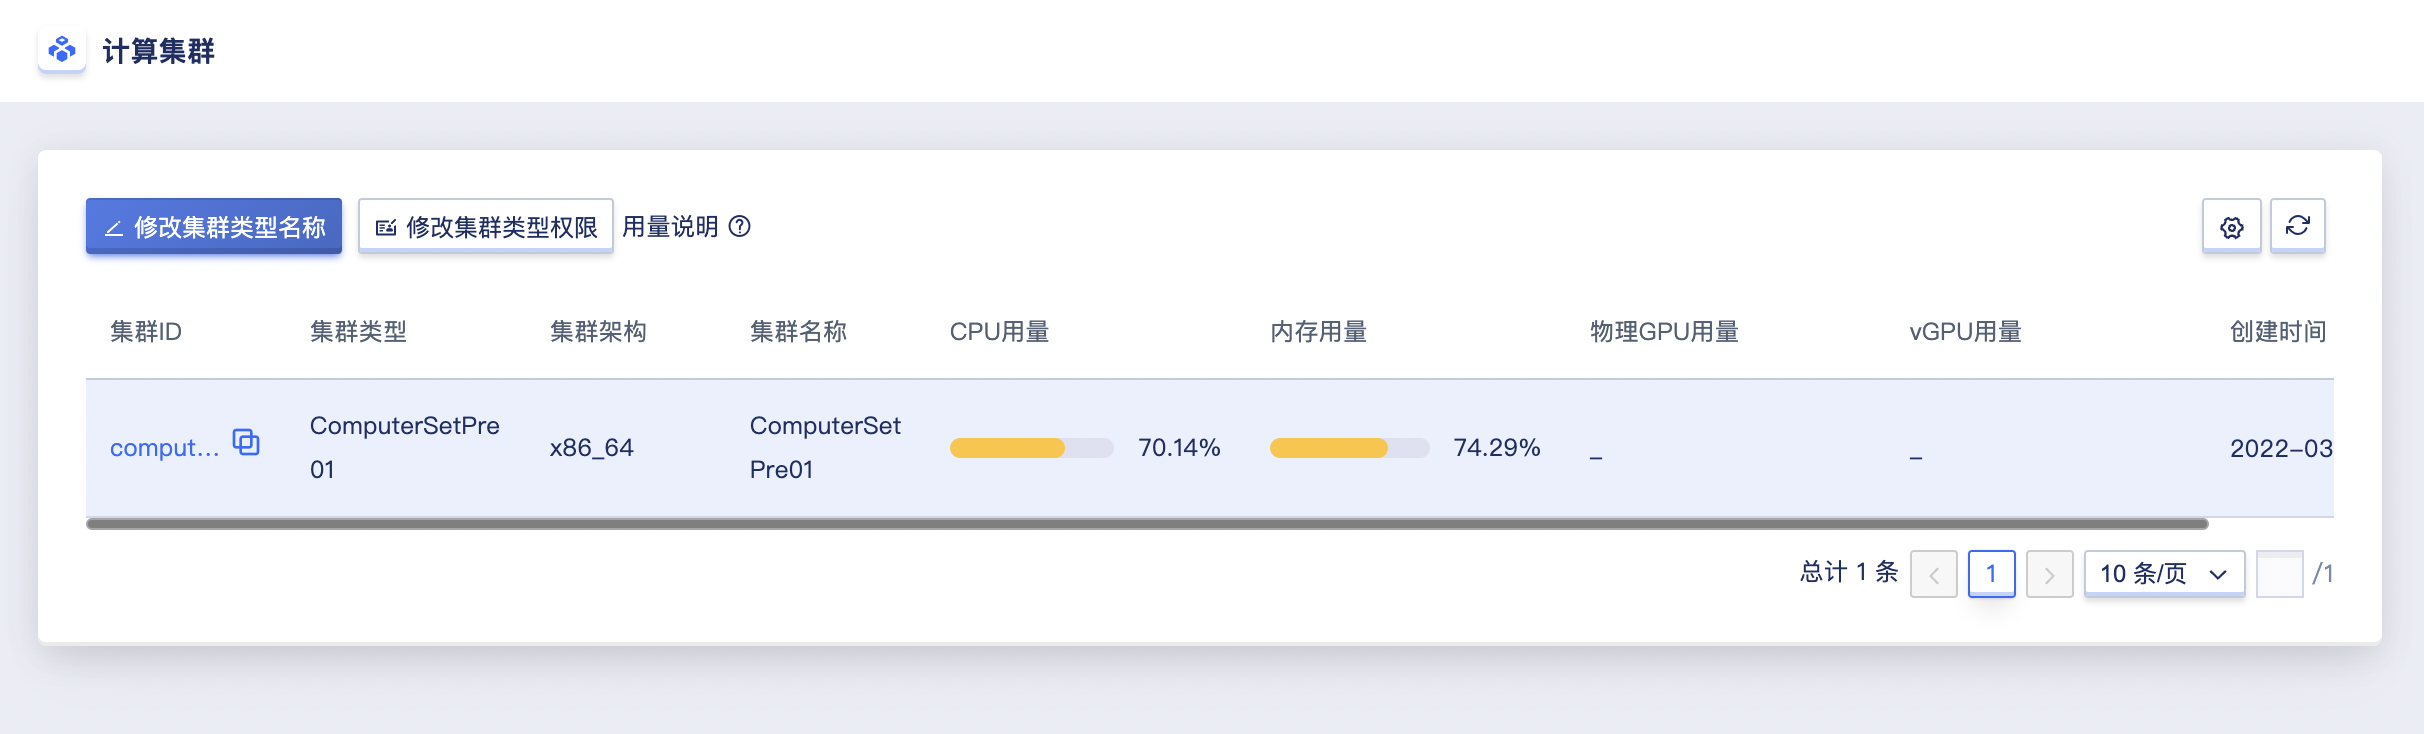 计算集群
修改集群类型名称 修改集群类型权限 用量说明
集群ID 集群类型 集群架构 集群名称 CPU用量 内存用量 物理GPU用量 vGPU用量 创建时间
comput... ComputerSetPre01 x86_64 ComputerSetPre01 70.14% 74.29% _ _ 2022-03
总计 1 条 1 10 条/页 /1